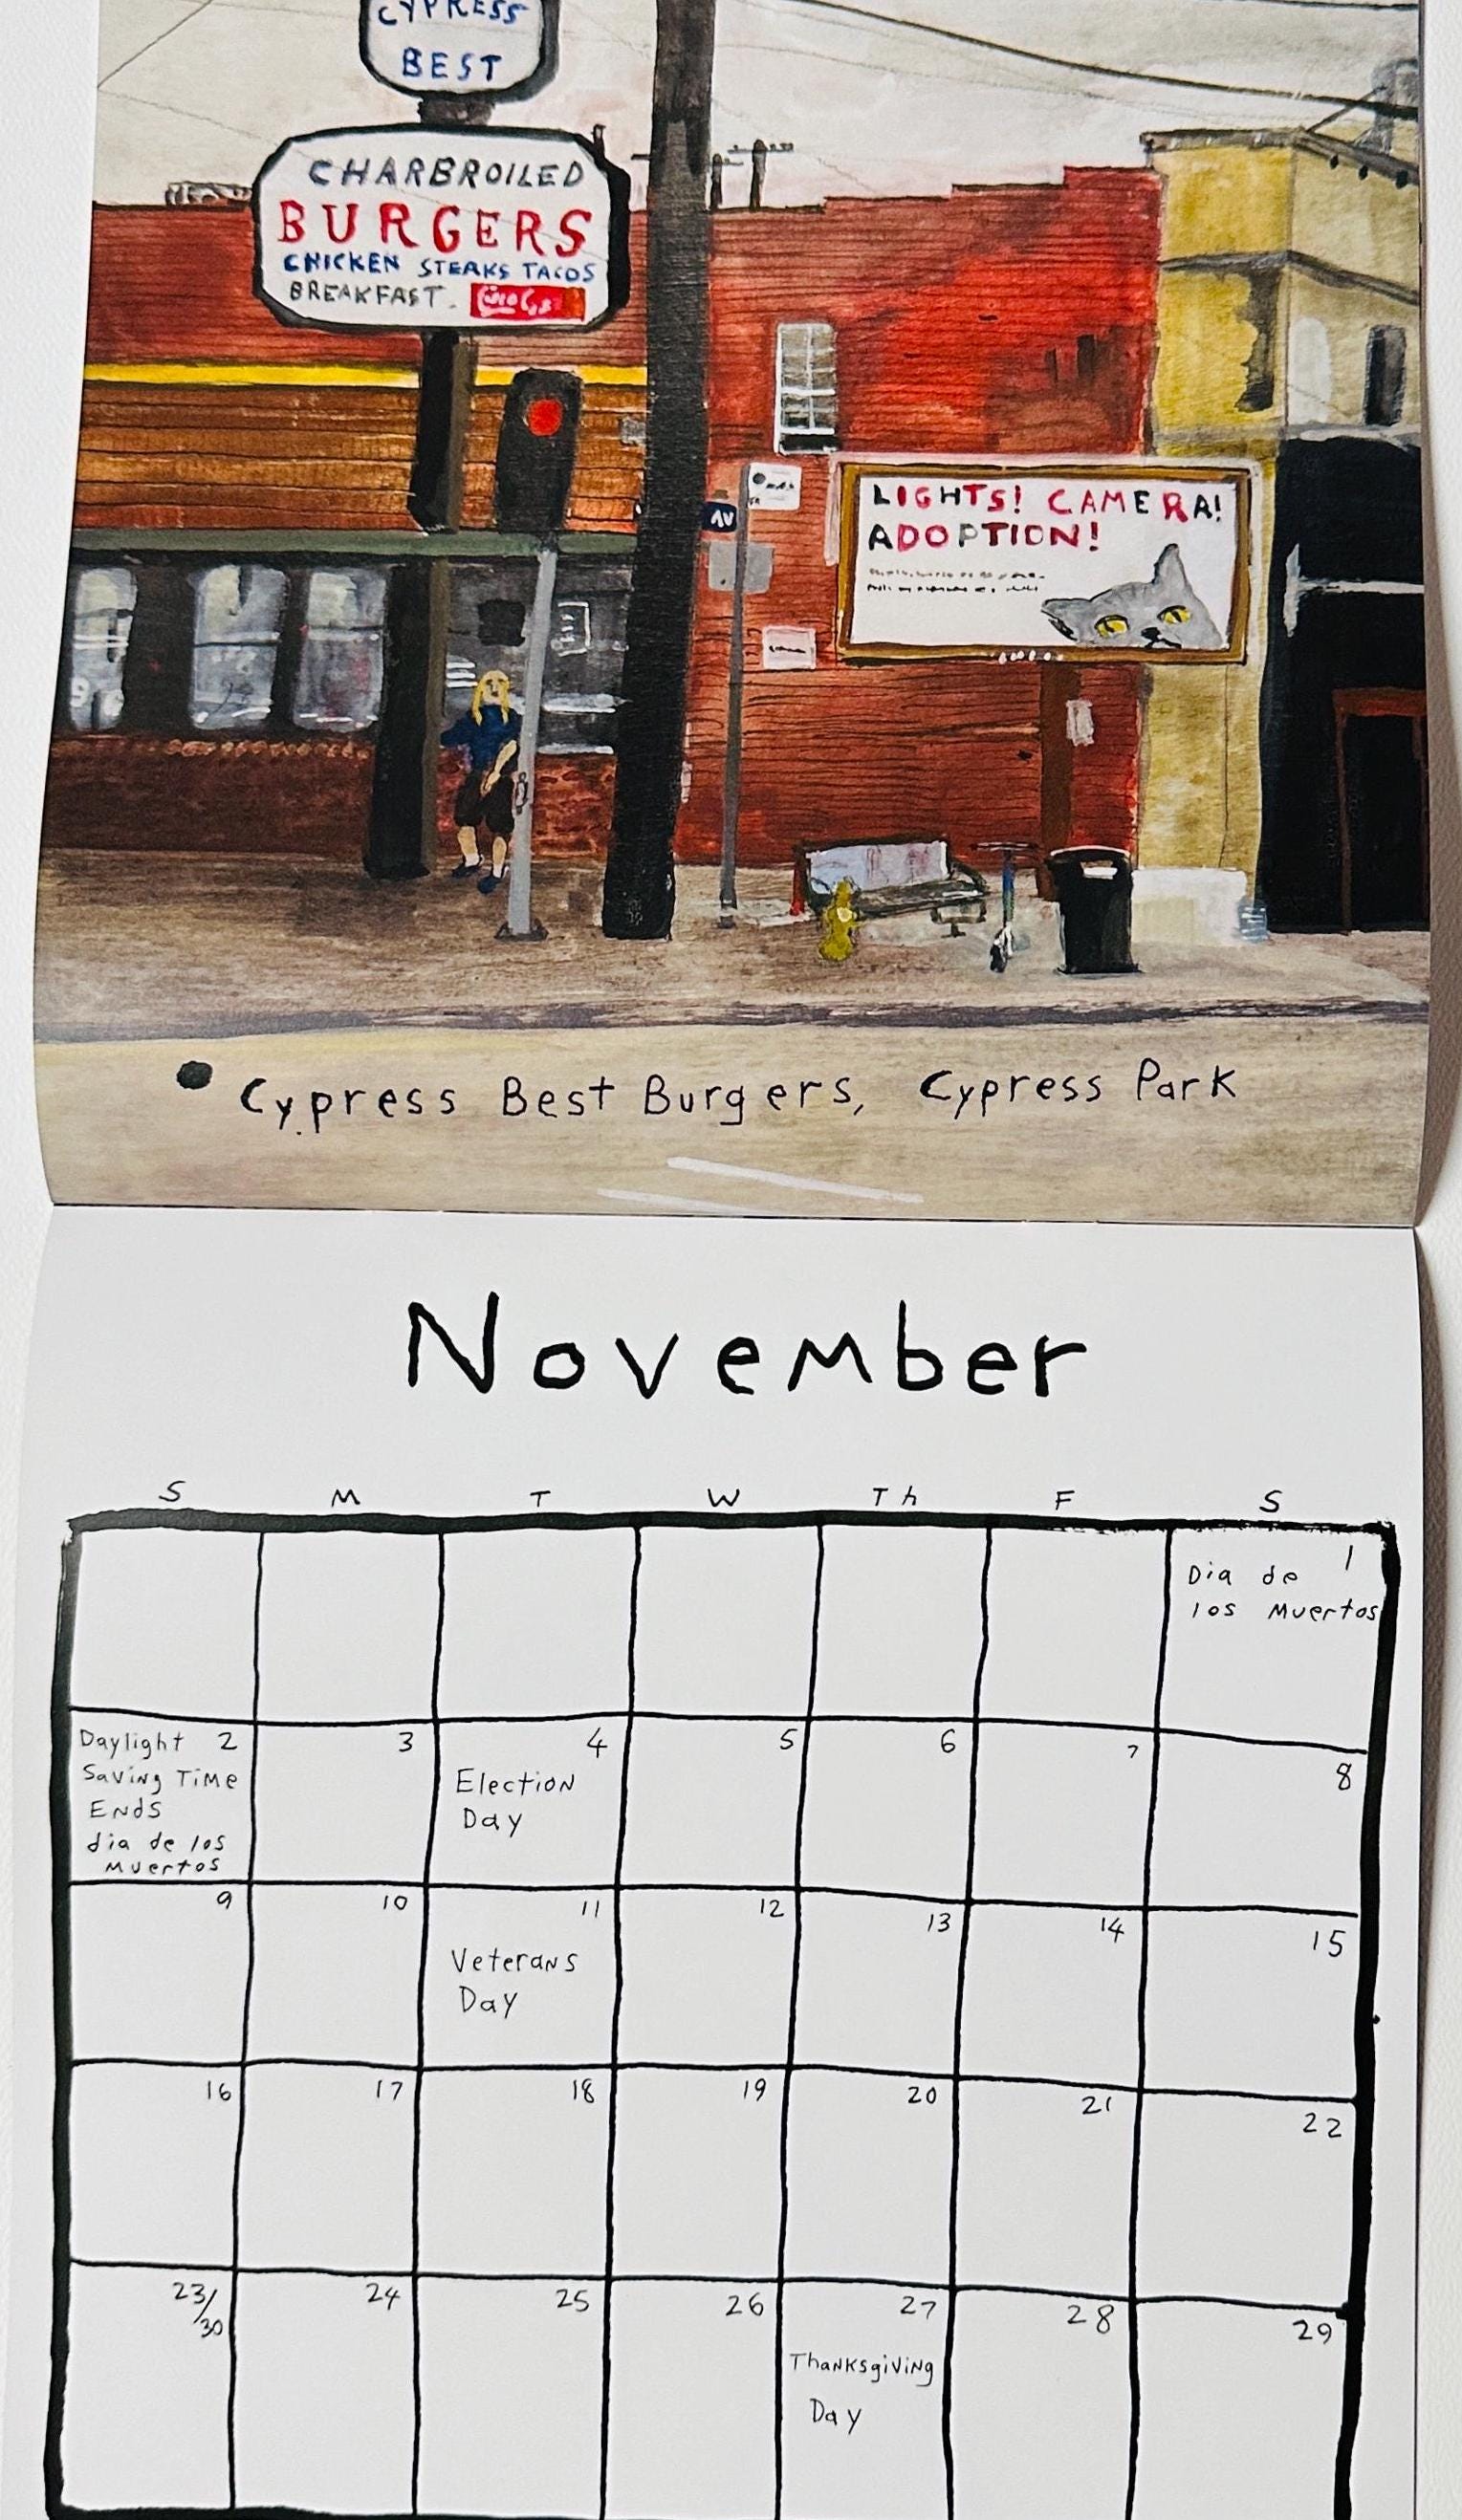 CYPRESS
BEST
CHARBROILED
BURGERS
CHICKEN STEAKS TACOS
BREAKFAST.
AV
LIGHTS! CAMERA!
ADOPTION!
Cypress Best Burgers, Cypress Park
November
S M T W Th F S
1
Dia de
los Muertos
Daylight 2
Saving Time
Ends
dia de los
Muertos
3
4
Election
Day
5
6
7
8
9
10
11
Veterans
Day
12
13
14
15
16
17
18
19
20
21
22
23/
30
24
25
26
27
Thanksgiving
Day
28
29